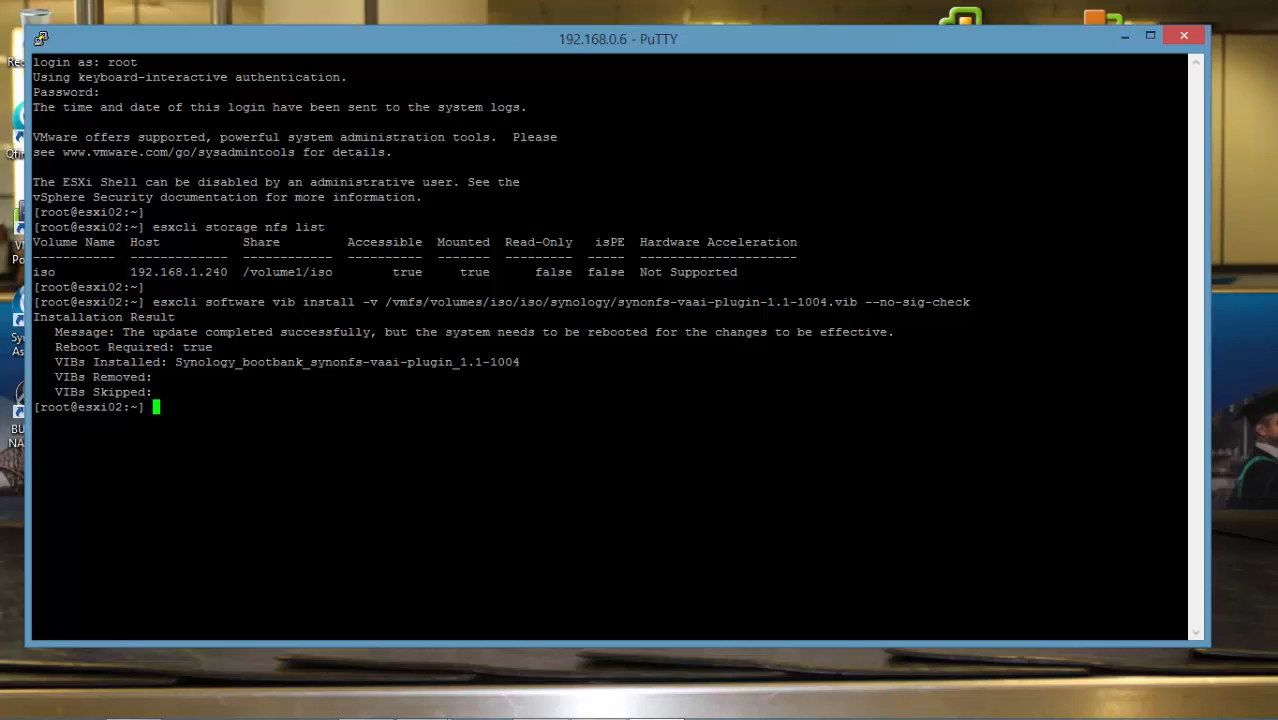 192.168.0.6 - PuTTY
login as: root
Using keyboard-interactive authentication.
Password:
The time and date of this login have been sent to the system logs.
VMware offers supported, powerful system administration tools.  Please
see www.vmware.com/go/sysadmintools for details.
The ESXi Shell can be disabled by an administrative user. See the
vSphere Security documentation for more information.
[root@esxi02:~]
[root@esxi02:~] esxcli storage nfs list
Volume Name  Host           Share         Accessible  Mounted  Read-Only   isPE  Hardware Acceleration
-----------  -------------  ------------  ----------  -------  ---------  -----  ---------------------
iso          192.168.1.240  /volume1/iso        true     true      false  false  Not Supported
[root@esxi02:~]
[root@esxi02:~] esxcli software vib install -v /vmfs/volumes/iso/iso/synology/synonfs-vaai-plugin-1.1-1004.vib --no-sig-check
Installation Result
   Message: The update completed successfully, but the system needs to be rebooted for the changes to be effective.
   Reboot Required: true
   VIBs Installed: Synology_bootbank_synonfs-vaai-plugin_1.1-1004
   VIBs Removed:
   VIBs Skipped:
[root@esxi02:~]